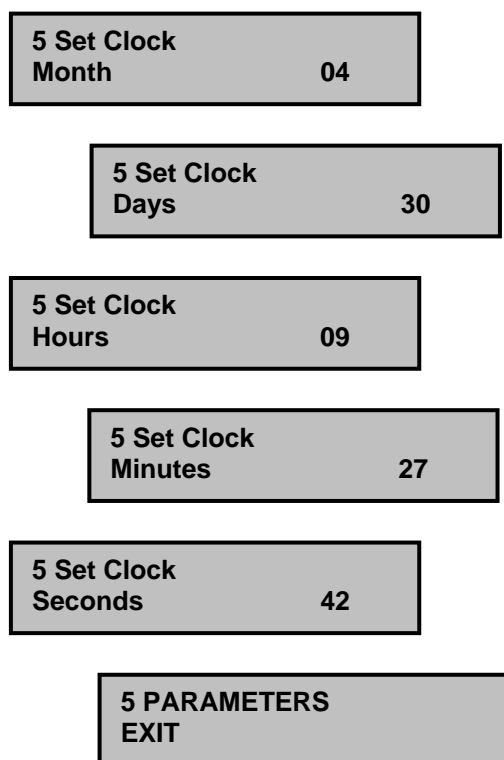 5 Set Clock
Month 04
5 Set Clock
Days 30
5 Set Clock
Hours 09
5 Set Clock
Minutes 27
5 Set Clock
Seconds 42
5 PARAMETERS
EXIT